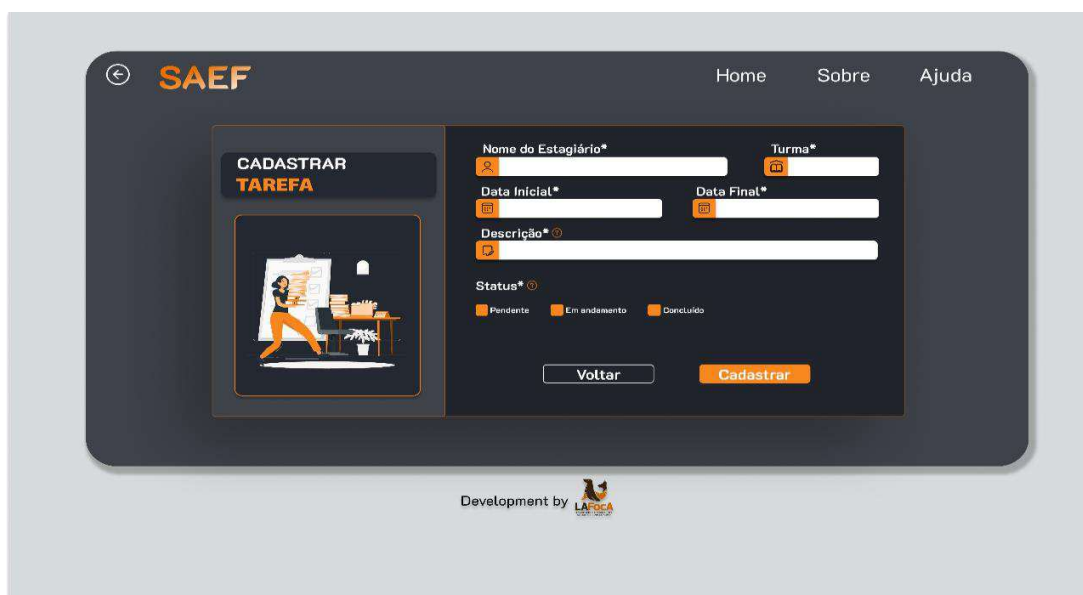 SAEF
Home Sobre Ajuda
CADASTRAR
TAREFA
Nome do Estagiário* Turma*
Data Inicial* Data Final*
Descrição*
Status*
Pendente Em andamento Concluído
Voltar Cadastrar
Development by
LAFocA